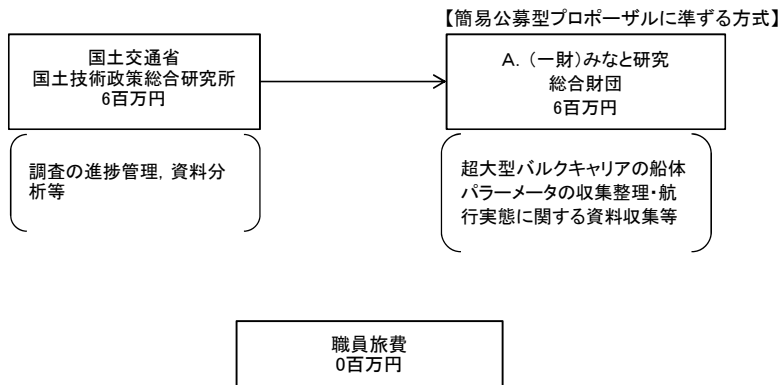 【簡易公募型プロポーザルに準ずる方式】
国土交通省
国土技術政策総合研究所
6百万円
A．（一財）みなと研究
総合財団
6百万円
調査の進捗管理，資料分
析等
超大型バルクキャリアの船体
パラメータの収集整理・航
行実態に関する資料収集等
職員旅費
0百万円